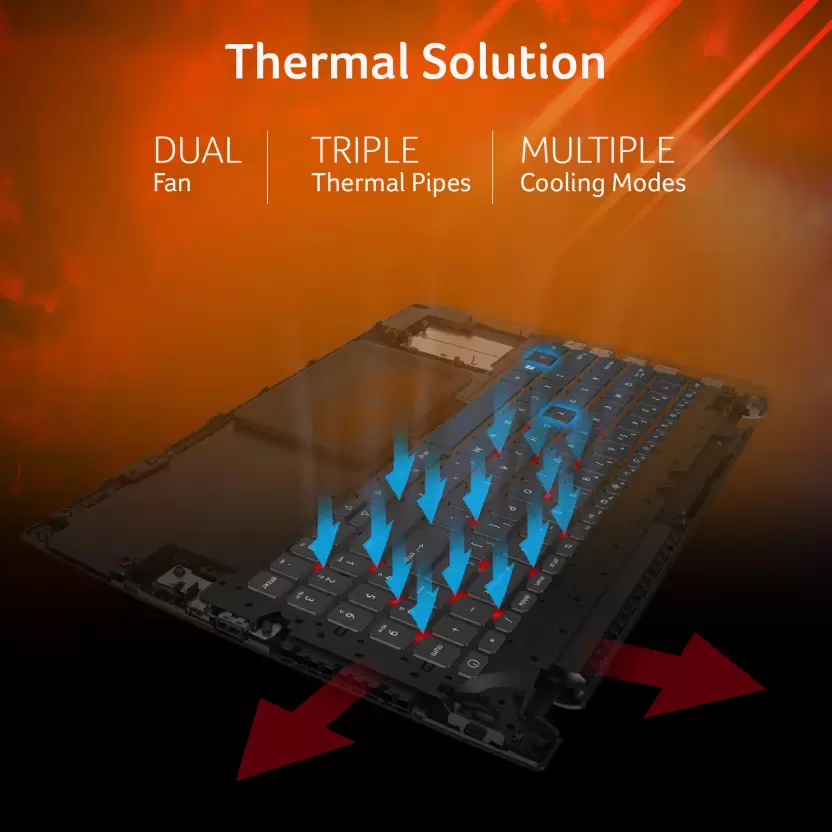 Thermal Solution
DUAL
Fan
TRIPLE
Thermal Pipes
MULTIPLE
Cooling Modes